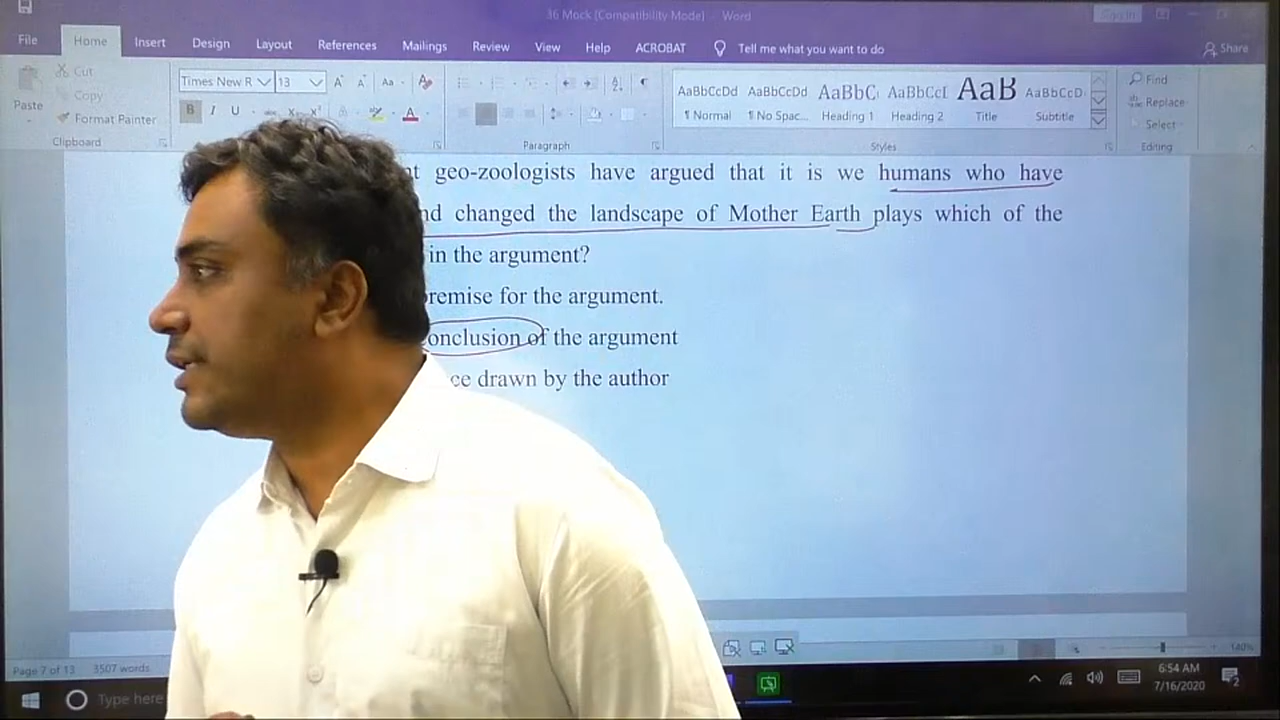 36 Mock [Compatibility Mode] - Word
Sign in
File Home Insert Design Layout References Mailings Review View Help ACROBAT Tell me what you want to do Share
Cut
Copy
Paste
Format Painter
Clipboard
Times New R 13
B I U
Paragraph
AaBbCcDd AaBbCcDd AaBbC AaBbCcI AaB AaBbCcD
¶ Normal ¶ No Spac... Heading 1 Heading 2 Title Subtitle
Styles
Find
Replace
Select
Editing
geo-zoologists have argued that it is we humans who have
changed the landscape of Mother Earth plays which of the
in the argument?
for the argument.
of the argument
drawn by the author
Page 7 of 13 3507 words
140%
Type here
6:54 AM
7/16/2020